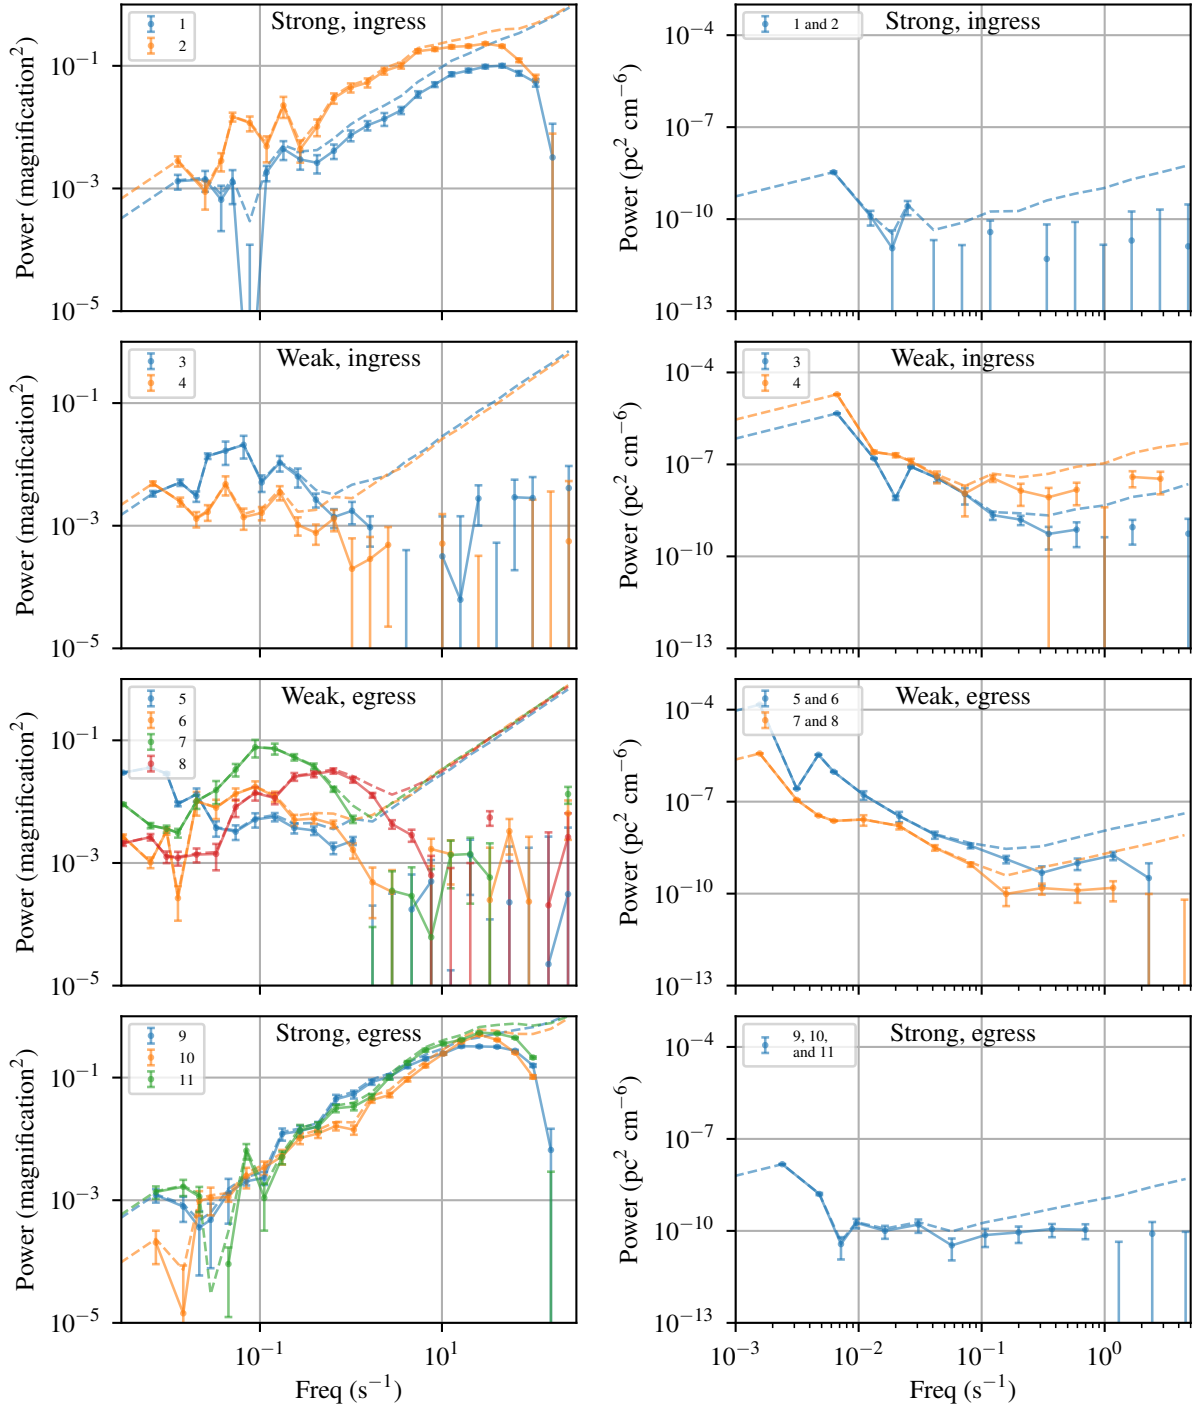 Strong, ingress
1
2
Power (magnification²)
10⁻¹
10⁻³
10⁻⁵
Strong, ingress
1 and 2
Power (pc² cm⁻⁶)
10⁻⁴
10⁻⁷
10⁻¹⁰
10⁻¹³
Weak, ingress
3
4
Power (magnification²)
10⁻¹
10⁻³
10⁻⁵
Weak, ingress
3
4
Power (pc² cm⁻⁶)
10⁻⁴
10⁻⁷
10⁻¹⁰
10⁻¹³
Weak, egress
5
6
7
8
Power (magnification²)
10⁻¹
10⁻³
10⁻⁵
Weak, egress
5 and 6
7 and 8
Power (pc² cm⁻⁶)
10⁻⁴
10⁻⁷
10⁻¹⁰
10⁻¹³
Strong, egress
9
10
11
Power (magnification²)
10⁻¹
10⁻³
10⁻⁵
10⁻¹
10¹
Freq (s⁻¹)
Strong, egress
9, 10,
and 11
Power (pc² cm⁻⁶)
10⁻⁴
10⁻⁷
10⁻¹⁰
10⁻¹³
10⁻³
10⁻²
10⁻¹
10⁰
Freq (s⁻¹)